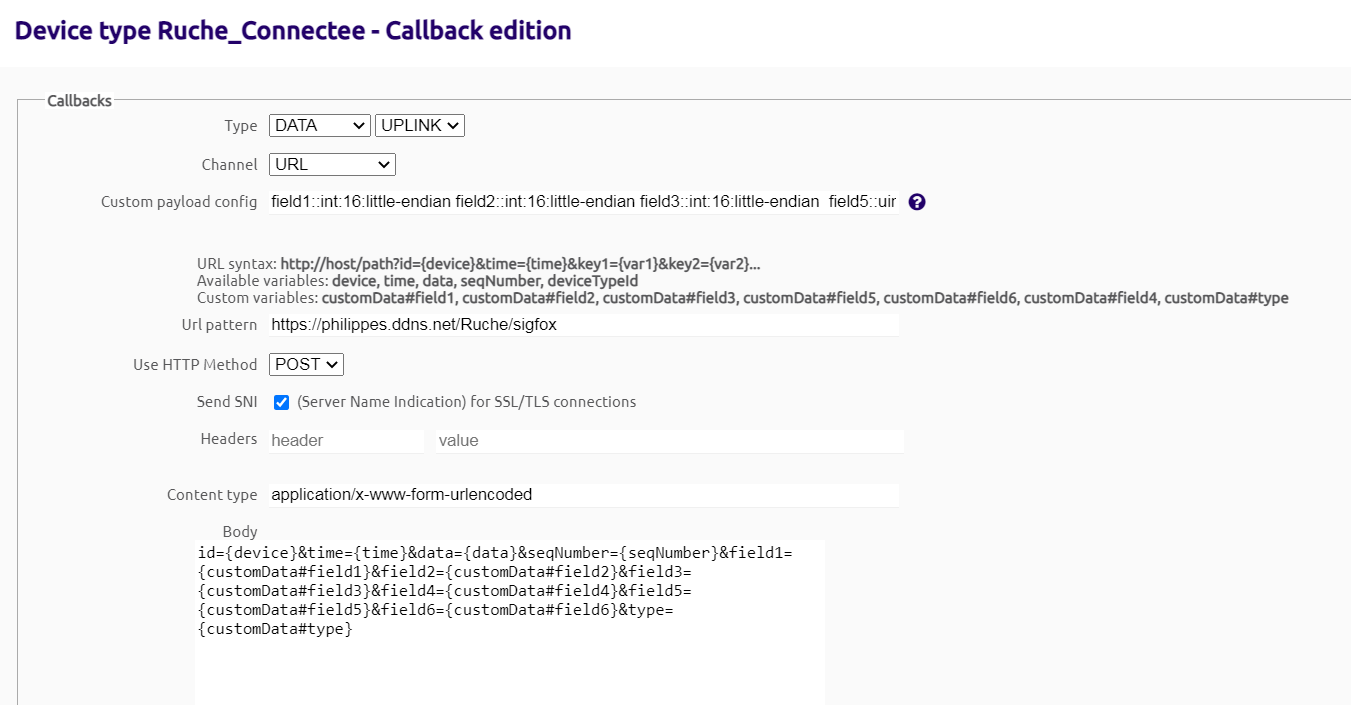 Device type Ruche_Connectee - Callback edition
Callbacks
Type DATA UPLINK
Channel URL
Custom payload config field1::int:16:little-endian field2::int:16:little-endian field3::int:16:little-endian field5::uir ?
URL syntax: http://host/path?id={device}&time={time}&key1={var1}&key2={var2}...
Available variables: device, time, data, seqNumber, deviceTypeId
Custom variables: customData#field1, customData#field2, customData#field3, customData#field5, customData#field6, customData#field4, customData#type
Url pattern https://philippes.ddns.net/Ruche/sigfox
Use HTTP Method POST
Send SNI (Server Name Indication) for SSL/TLS connections
Headers header value
Content type application/x-www-form-urlencoded
Body
id={device}&time={time}&data={data}&seqNumber={seqNumber}&field1=
{customData#field1}&field2={customData#field2}&field3=
{customData#field3}&field4={customData#field4}&field5=
{customData#field5}&field6={customData#field6}&type=
{customData#type}